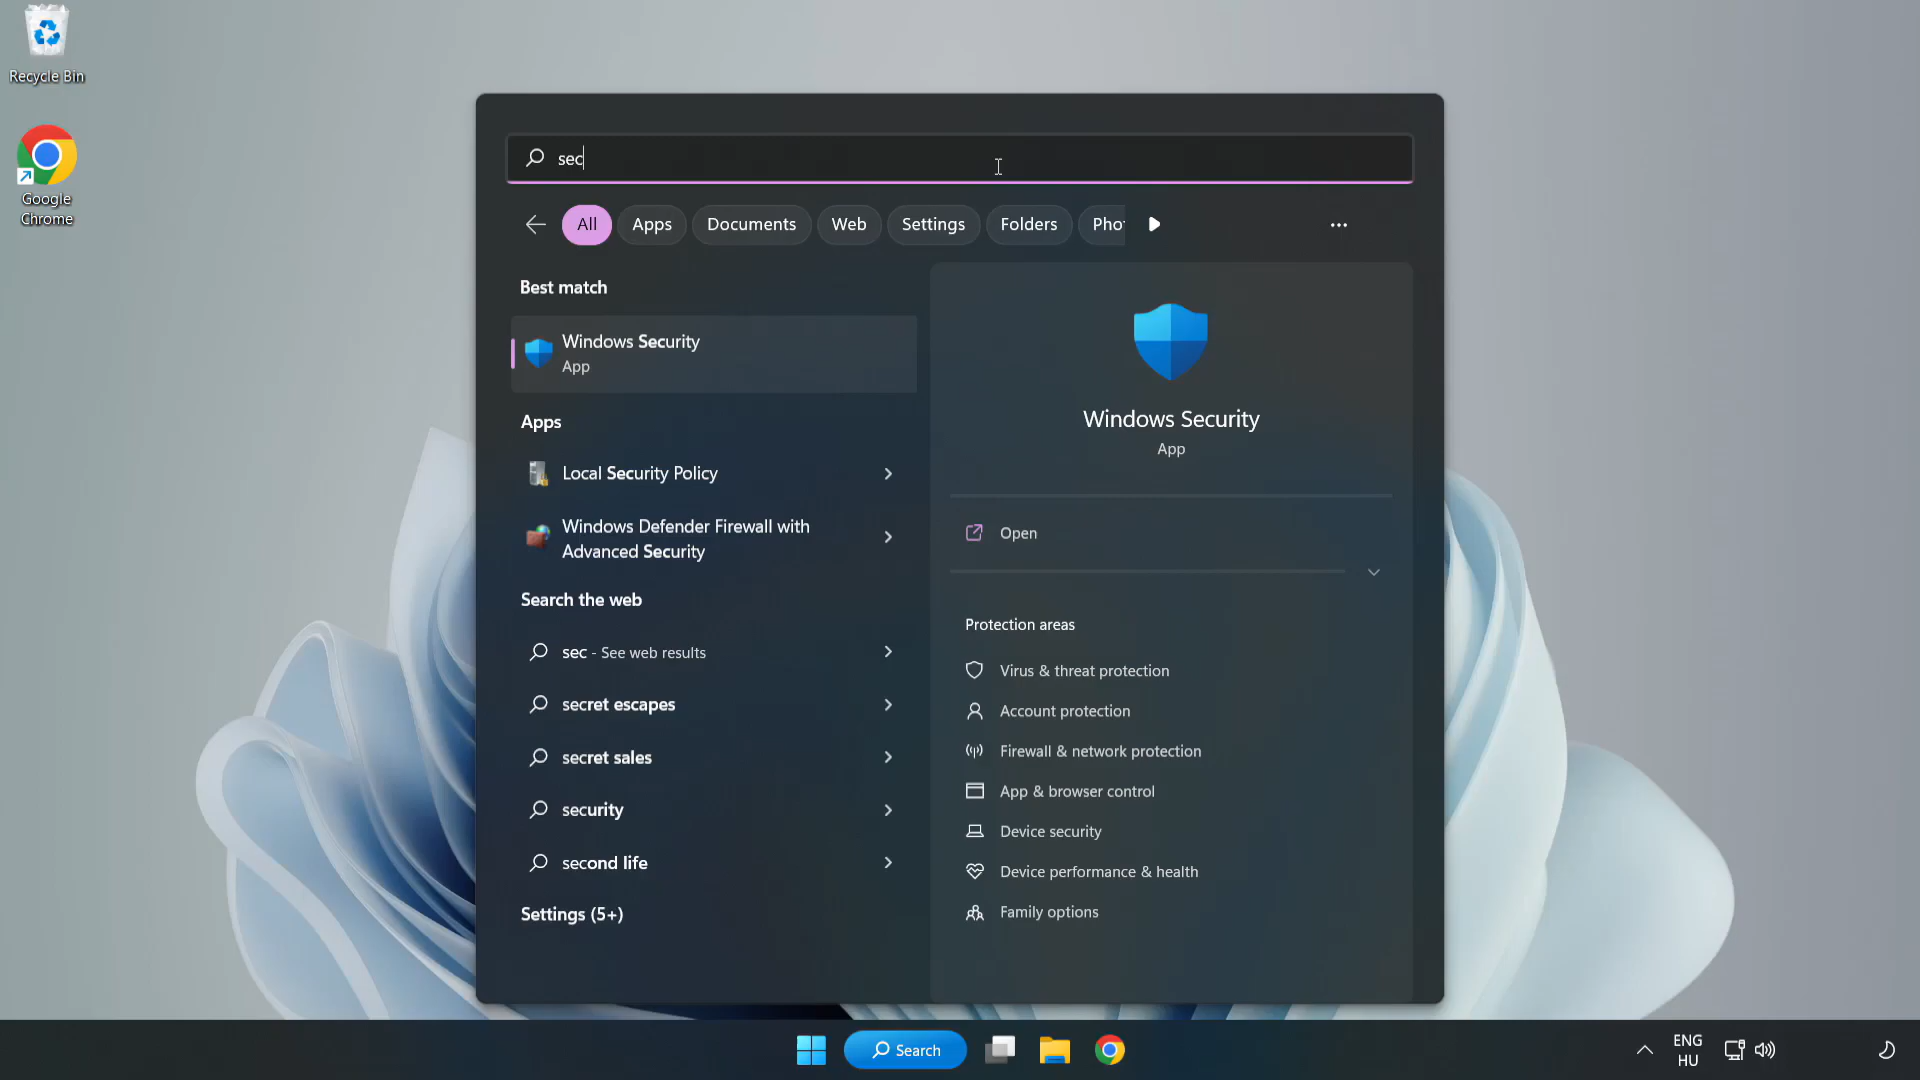 Recycle Bin
Google
Chrome
sec
All
Apps
Documents
Web
Settings
Folders
Best match
Windows Security
App
Apps
Local Security Policy
Windows Defender Firewall with
Advanced Security
Search the web
sec - See web results
secret escapes
secret sales
security
second life
Settings (5+)
Windows Security
App
Open
Protection areas
Virus & threat protection
Account protection
Firewall & network protection
App & browser control
Device security
Device performance & health
Family options
Search
ENG
HU